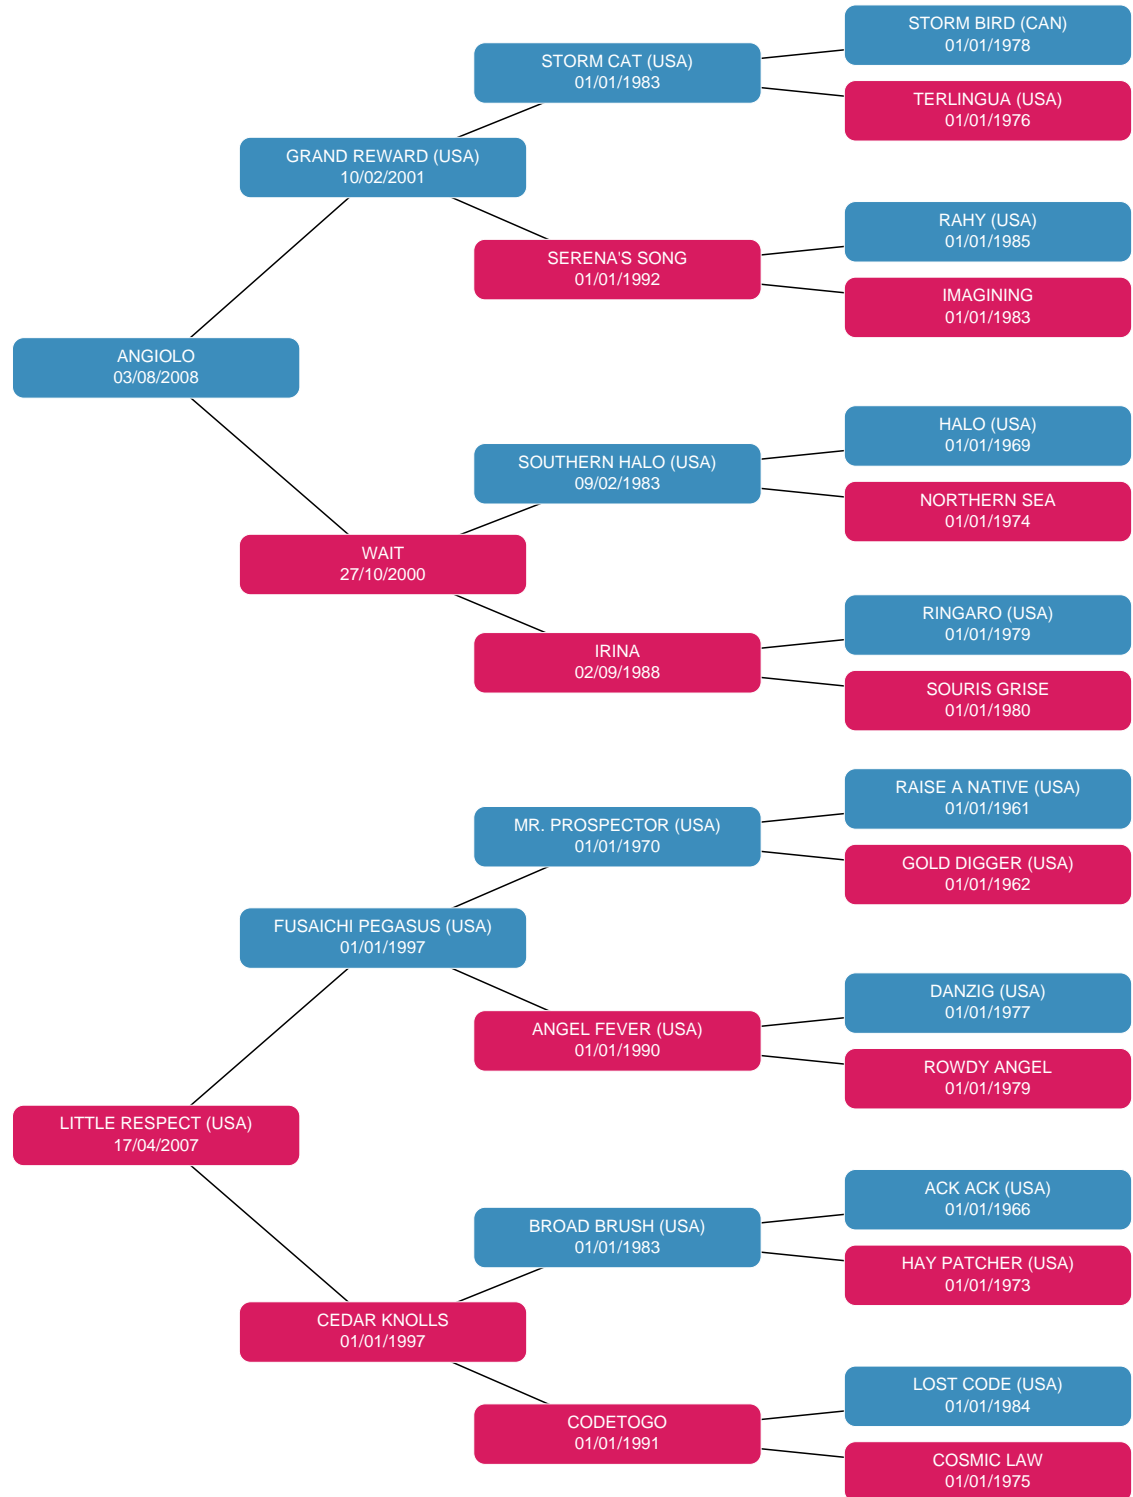 STORM BIRD (CAN)
01/01/1978
STORM CAT (USA)
01/01/1983
TERLINGUA (USA)
01/01/1976
GRAND REWARD (USA)
10/02/2001
RAHY (USA)
01/01/1985
SERENA'S SONG
01/01/1992
IMAGINING
01/01/1983
ANGIOLO
03/08/2008
HALO (USA)
01/01/1969
SOUTHERN HALO (USA)
09/02/1983
NORTHERN SEA
01/01/1974
WAIT
27/10/2000
RINGARO (USA)
01/01/1979
IRINA
02/09/1988
SOURIS GRISE
01/01/1980
RAISE A NATIVE (USA)
01/01/1961
MR. PROSPECTOR (USA)
01/01/1970
GOLD DIGGER (USA)
01/01/1962
FUSAICHI PEGASUS (USA)
01/01/1997
DANZIG (USA)
01/01/1977
ANGEL FEVER (USA)
01/01/1990
ROWDY ANGEL
01/01/1979
LITTLE RESPECT (USA)
17/04/2007
ACK ACK (USA)
01/01/1966
BROAD BRUSH (USA)
01/01/1983
HAY PATCHER (USA)
01/01/1973
CEDAR KNOLLS
01/01/1997
LOST CODE (USA)
01/01/1984
CODETOGO
01/01/1991
COSMIC LAW
01/01/1975